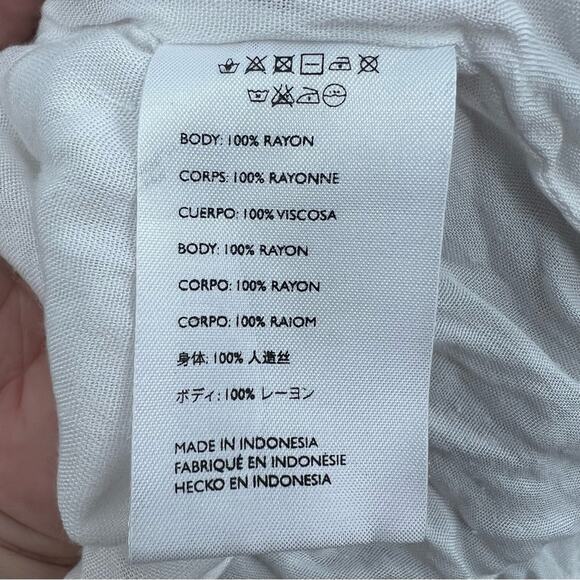 BODY: 100% RAYON
CORPS: 100% RAYONNE
CUERPO: 100% VISCOSA
BODY: 100% RAYON
CORPO: 100% RAYON
CORPO: 100% RAIOM
身体: 100% 人造丝
ボディ: 100% レーヨン
MADE IN INDONESIA
FABRIQUÉ EN INDONÉSIE
HECKO EN INDONESIA